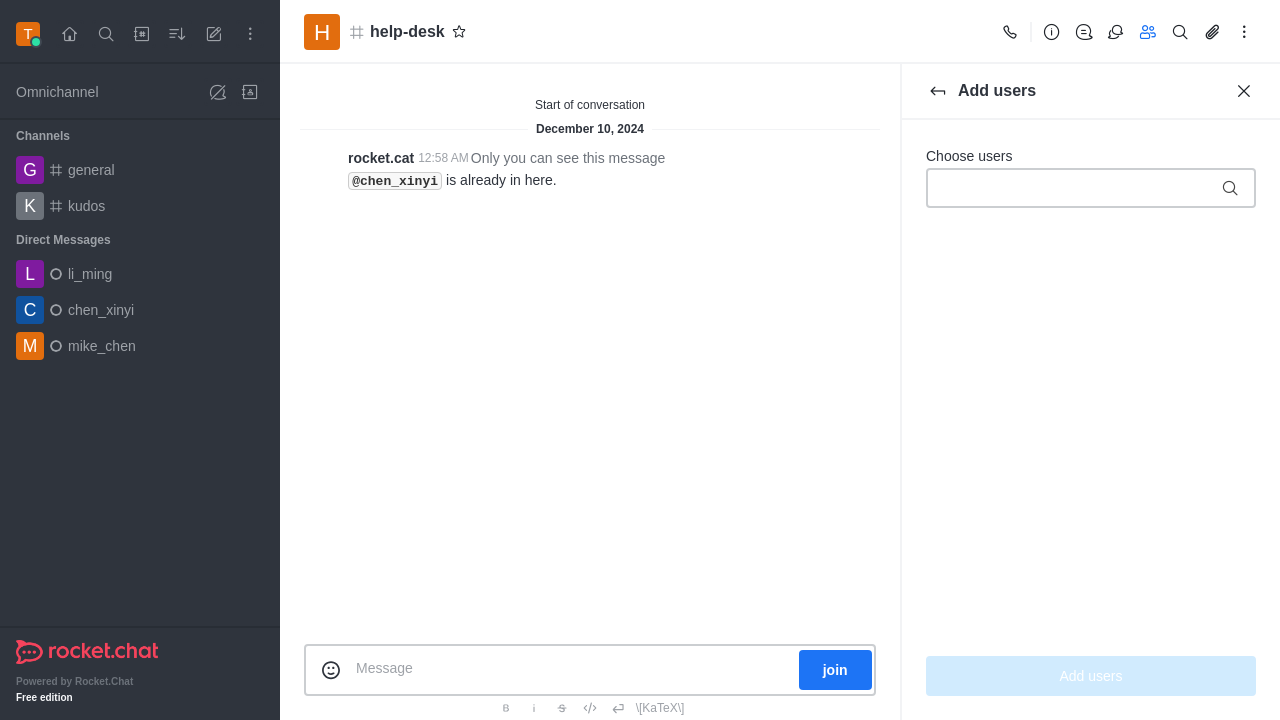 T
Omnichannel
Channels
G general
K kudos
Direct Messages
L li_ming
C chen_xinyi
M mike_chen
rocket.chat
Powered by Rocket.Chat
Free edition
H help-desk
Start of conversation
December 10, 2024
rocket.cat 12:58 AM Only you can see this message
@chen_xinyi is already in here.
Message
join
B i S </> \[KaTeX\]
Add users
Choose users
Add users